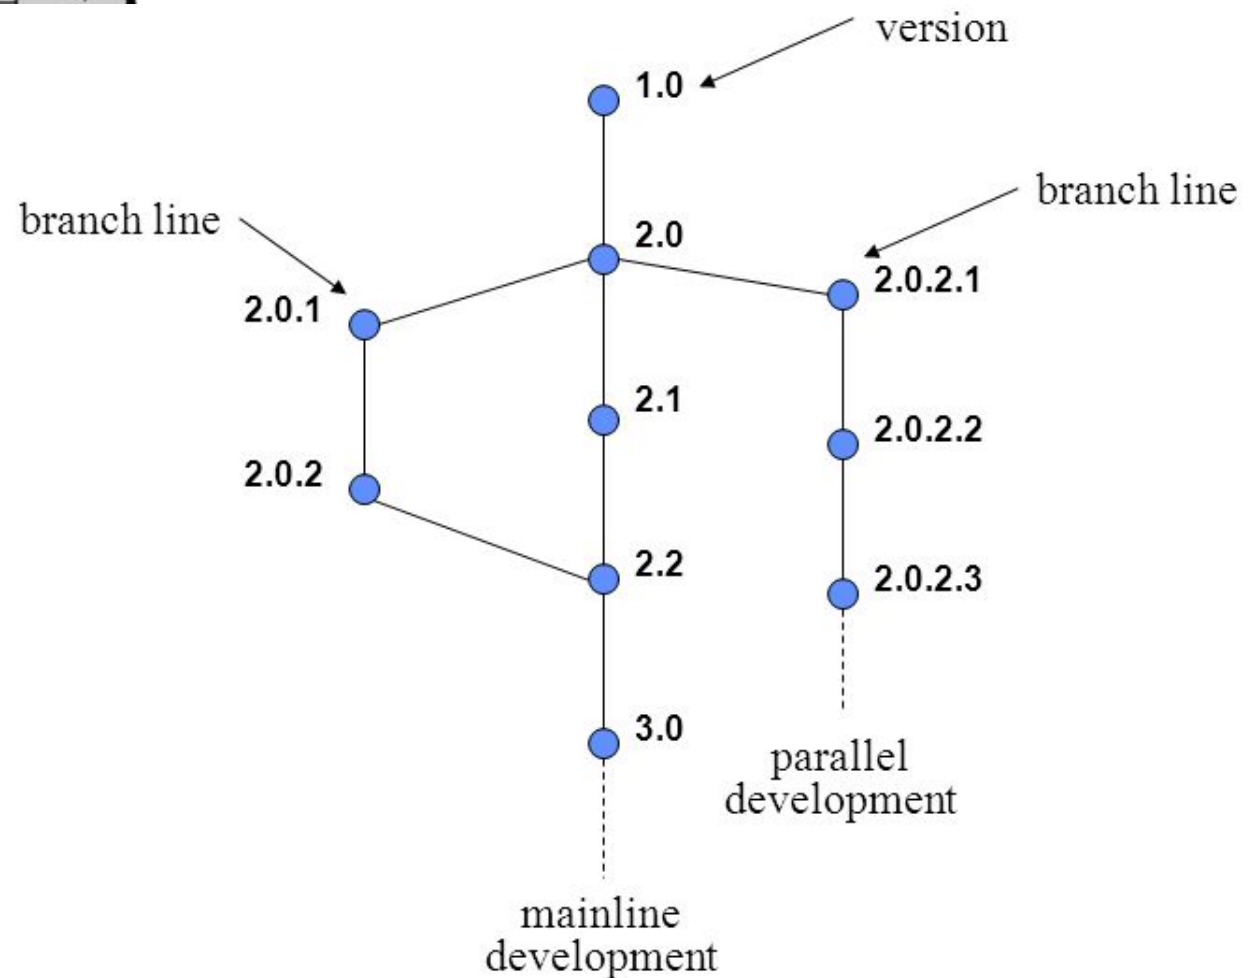 version
1.0
branch line
2.0
branch line
2.0.2.1
2.0.1
2.1
2.0.2.2
2.0.2
2.2
2.0.2.3
3.0
parallel
development
mainline
development